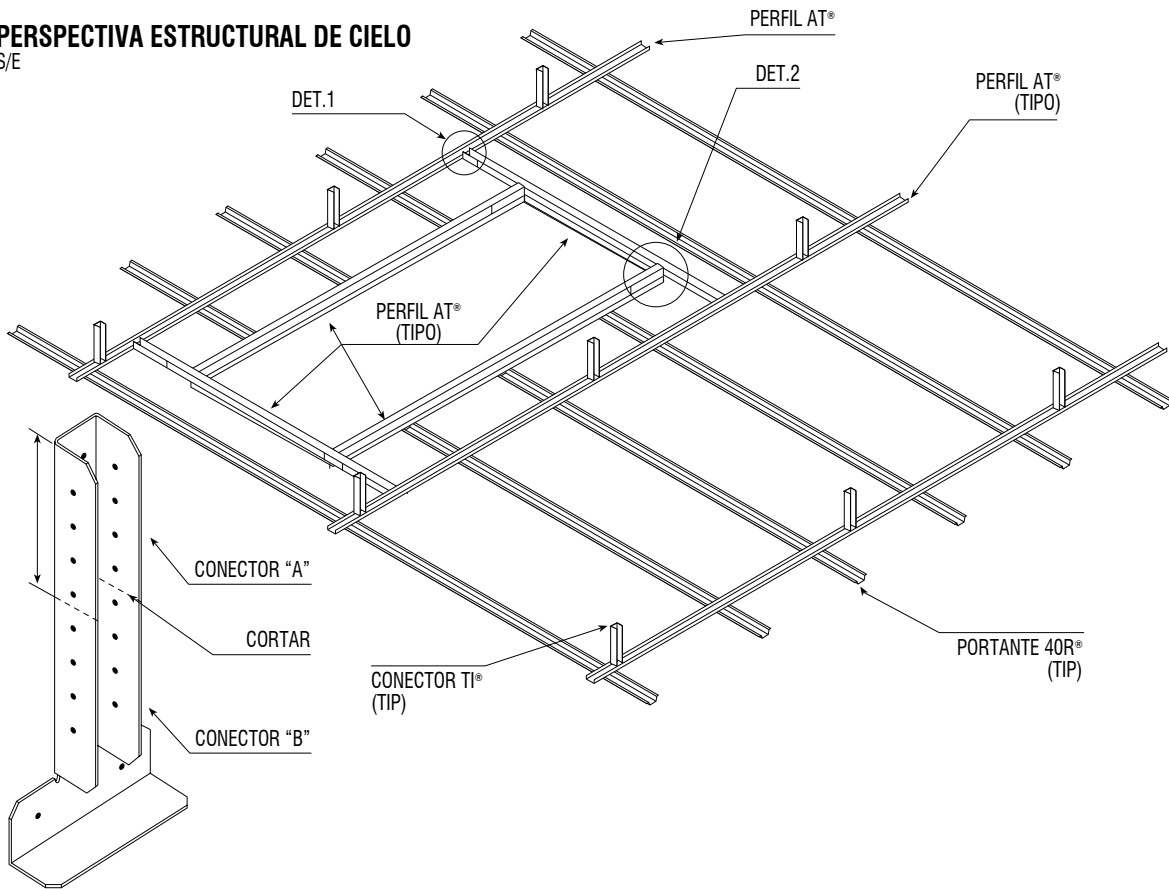 PERSPECTIVA ESTRUCTURAL DE CIELO
S/E
PERFIL AT®
DET.1
DET.2
PERFIL AT®
(TIPO)
PERFIL AT®
(TIPO)
CONECTOR “A”
CORTAR
CONECTOR “B”
CONECTOR TI®
(TIP)
PORTANTE 40R®
(TIP)